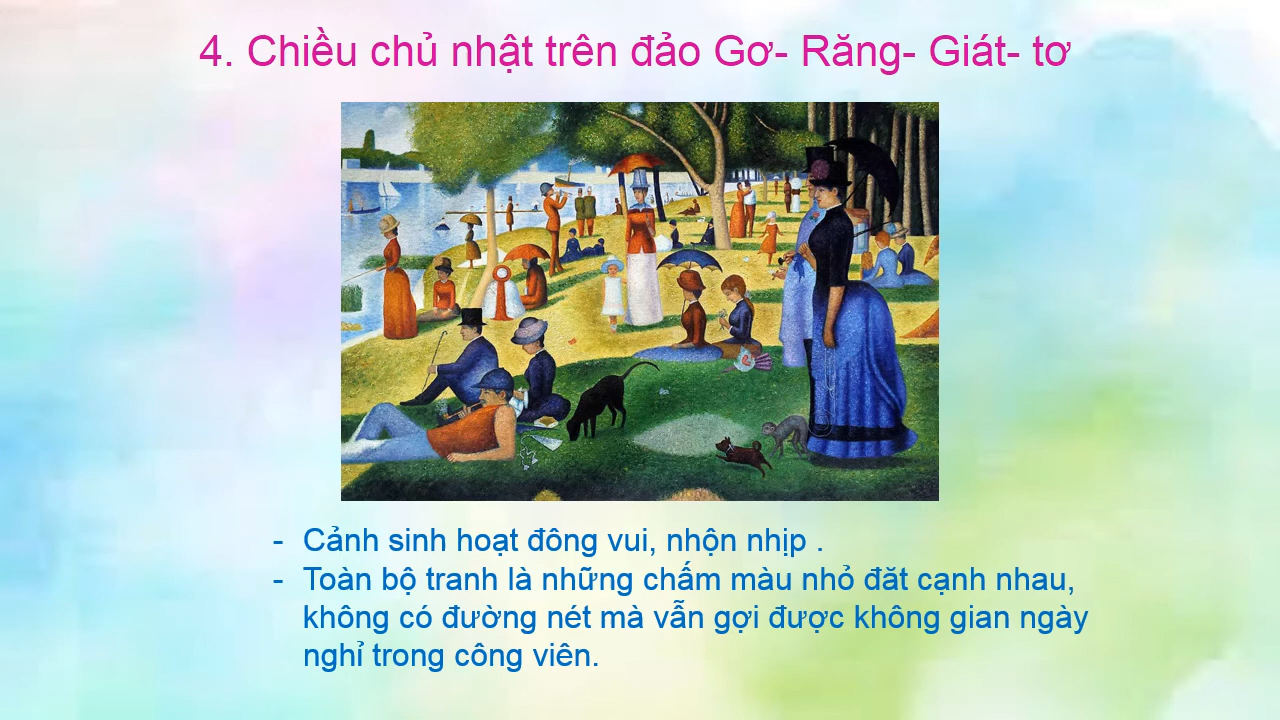 4. Chiều chủ nhật trên đảo Gơ- Răng- Giát- tơ
- Cảnh sinh hoạt đông vui, nhộn nhịp .
- Toàn bộ tranh là những chấm màu nhỏ đăt cạnh nhau,
không có đường nét mà vẫn gợi được không gian ngày
nghỉ trong công viên.